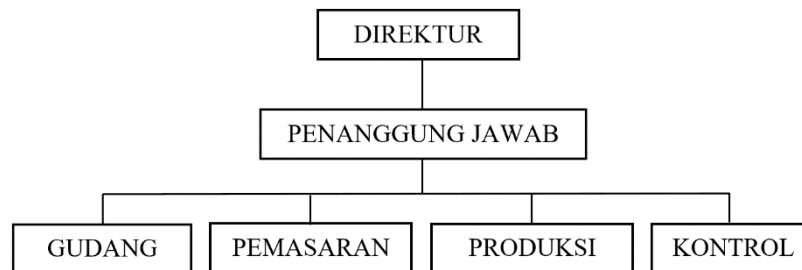 DIREKTUR
PENANGGUNG JAWAB
GUDANG
PEMASARAN
PRODUKSI
KONTROL